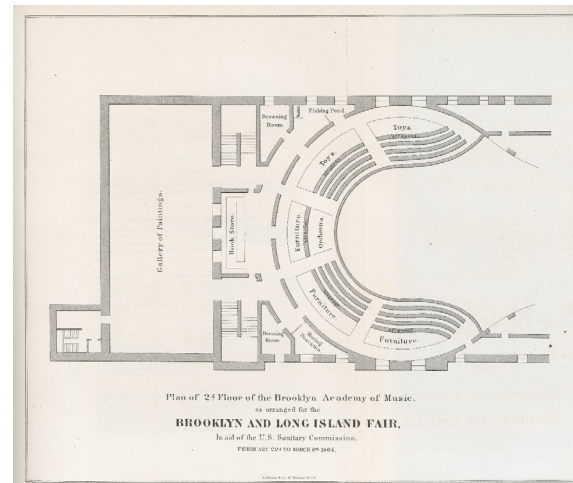 Dressing
Room.
Fishing Pond
Toys.
Toys.
Gallery of Paintings.
Book Store.
Furniture
Orchestra
Furniture.
Furniture.
Dressing
Room.
Plan of 2d. Floor of the Brooklyn Academy of Music.
as arranged for the
BROOKLYN AND LONG ISLAND FAIR,
In aid of the U.S. Sanitary Commission.
FEBRUARY 22d TO MARCH 8th 1864.